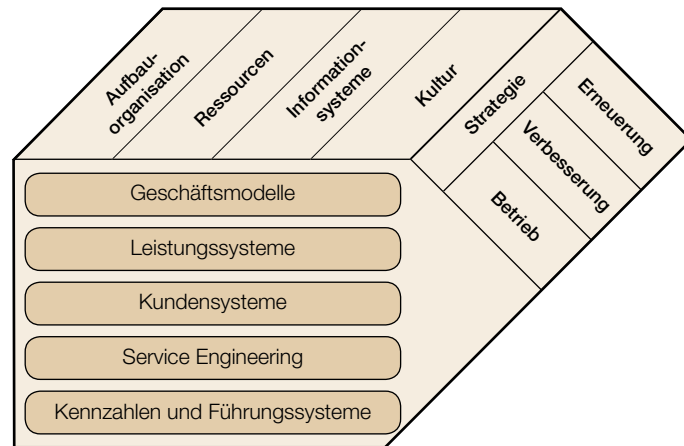 Aufbau-
organisation
Ressourcen
Information-
systeme
Kultur
Strategie
Erneuerung
Verbesserung
Betrieb
Geschäftsmodelle
Leistungssysteme
Kundensysteme
Service Engineering
Kennzahlen und Führungssysteme